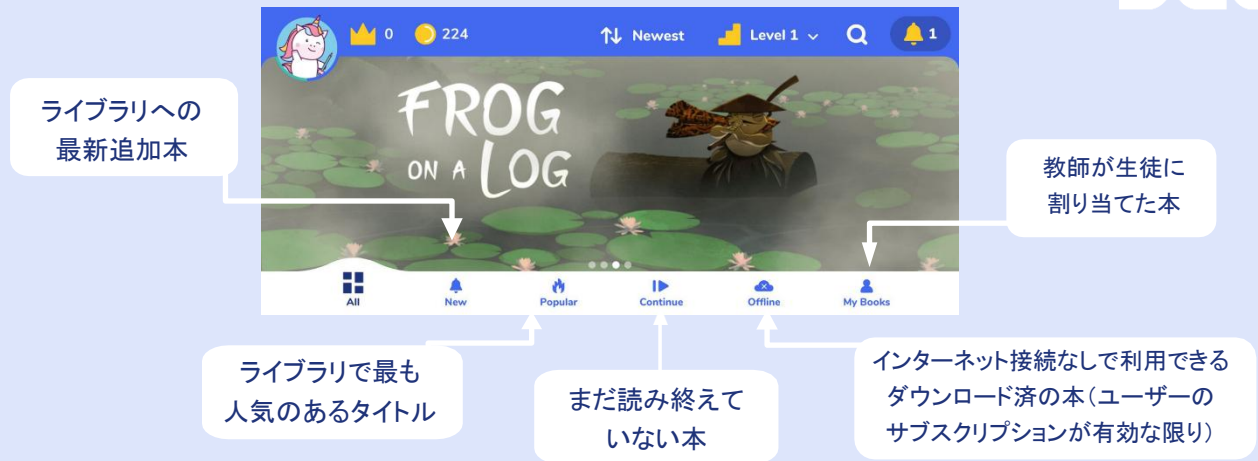 0
224
Newest
Level 1
1
FROG
ON A LOG
ライブラリへの
最新追加本
教師が生徒に
割り当てた本
All
New
Popular
Continue
Offline
My Books
ライブラリで最も
人気のあるタイトル
まだ読み終えて
いない本
インターネット接続なしで利用できる
ダウンロード済の本(ユーザーの
サブスクリプションが有効な限り)